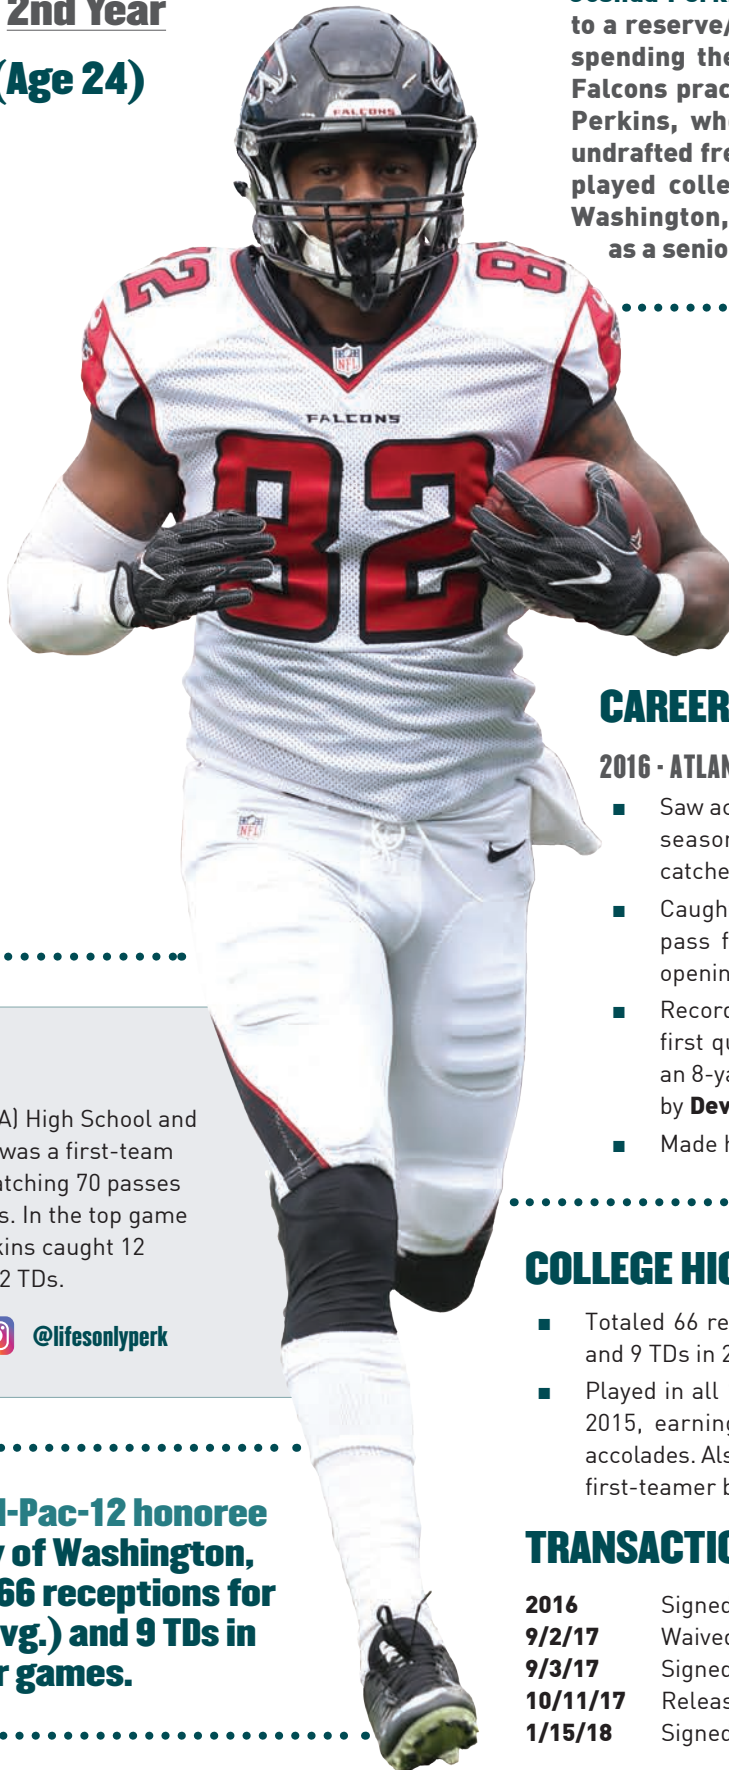 2nd Year
(Age 24)
to a reserve/
spending the
Falcons prac
Perkins, who
undrafted fre
played colle
Washington,
as a senio
FALCONS
82
82
NFL
FALCONS
82
NFL
CAREER
2016 · ATLAN
■ Saw ac
season
catche
■ Caugh
pass f
openin
■ Record
first qu
an 8-ya
by Dev
■ Made h
A) High School and
was a first-team
atching 70 passes
s. In the top game
kins caught 12
2 TDs.
@lifesonlyperk
COLLEGE HIG
■ Totaled 66 re
and 9 TDs in 2
■ Played in all
2015, earning
accolades. Als
first-teamer b
l-Pac-12 honoree
y of Washington,
66 receptions for
vg.) and 9 TDs in
r games.
TRANSACTIO
2016 Signed
9/2/17 Waived
9/3/17 Signed
10/11/17 Releas
1/15/18 Signed